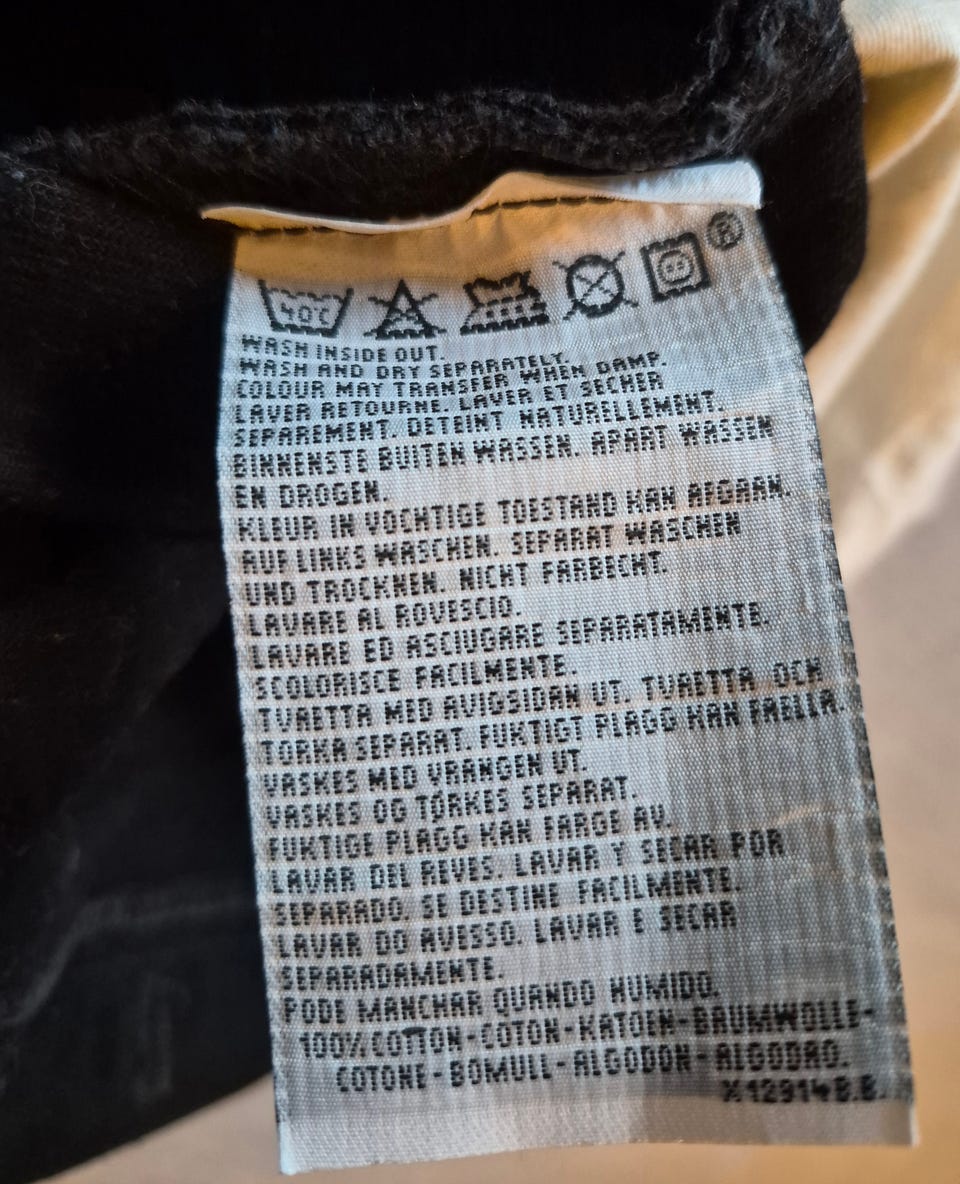 40°C ®
WASH INSIDE OUT.
WASH AND DRY SEPARATELY.
COLOUR MAY TRANSFER WHEN DAMP.
LAVER RETOURNE. LAVER ET SECHER
SEPAREMENT. DETEINT NATURELLEMENT.
BINNENSTE BUITEN WASSEN. APART WASSEN
EN DROGEN.
KLEUR IN VOCHTIGE TOESTAND KAN AFGAAN.
AUF LINKS WASCHEN. SEPARAT WASCHEN
UND TROCKNEN. NICHT FARBECHT.
LAVARE AL ROVESCIO.
LAVARE ED ASCIUGARE SEPARATAMENTE.
SCOLORISCE FACILMENTE.
TVAETTA MED AVIGSIDAN UT. TVAETTA OCH
TORKA SEPARAT. FUKTIGT PLAGG KAN FAELLA.
VASKES MED VRANGEN UT.
VASKES OG TØRKES SEPARAT.
FUKTIGE PLAGG KAN FARGE AV.
LAVAR DEL REVES. LAVAR Y SECAR POR
SEPARADO. SE DESTINE FACILMENTE.
LAVAR DO AVESSO. LAVAR E SECAR
SEPARADAMENTE.
PODE MANCHAR QUANDO HUMIDO.
100% COTTON-COTON-KATOEN-BAUMWOLLE-
COTONE-BOMULL-ALGODON-ALGODAO.
X12914B.B.